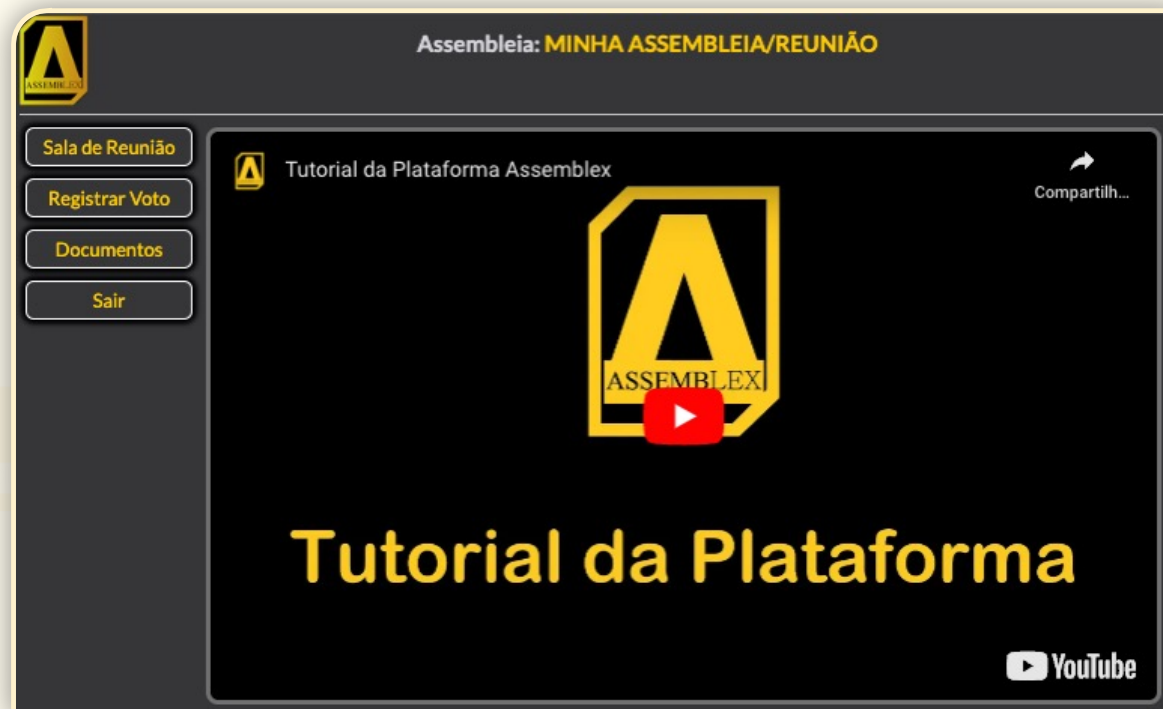 ASSEMBLEX
Assembleia: MINHA ASSEMBLEIA/REUNIÃO
Sala de Reunião
Registrar Voto
Documentos
Sair
Tutorial da Plataforma Assemblex
Compartilh...
ASSEMBLEX
Tutorial da Plataforma
YouTube